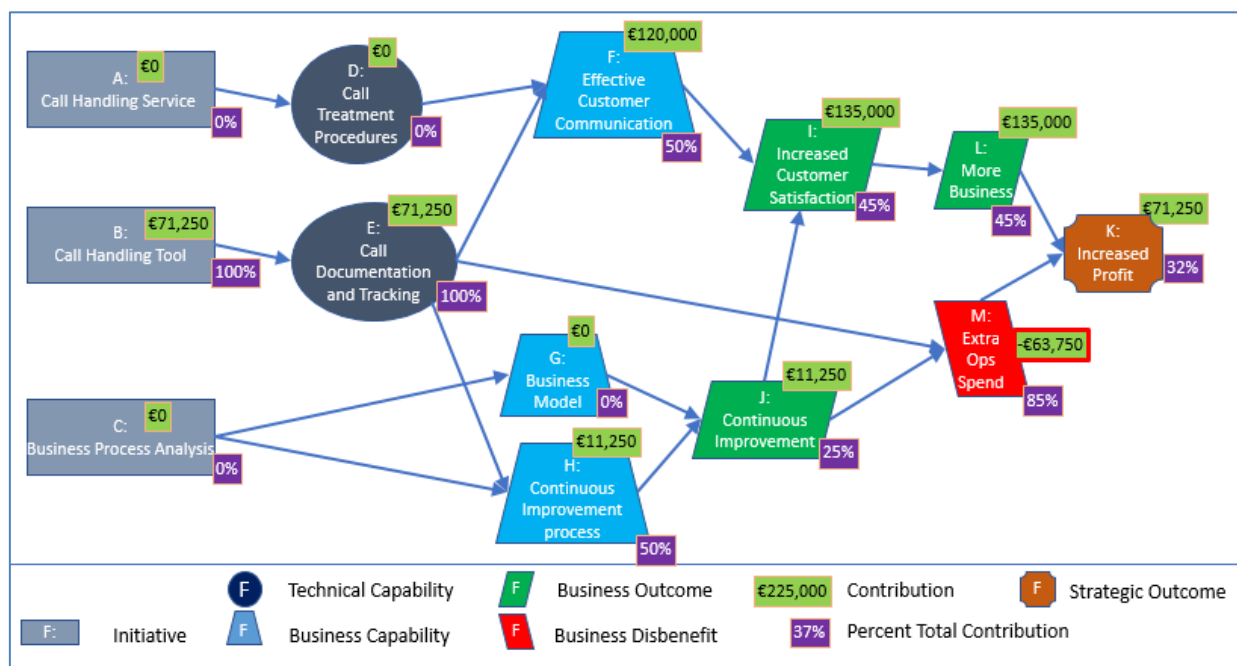 A:
€0
Call Handling Service
0%
D:
€0
Call
Treatment
Procedures
0%
F:
€120,000
Effective
Customer
Communication
50%
I:
€135,000
Increased
Customer
Satisfaction
45%
L:
€135,000
More
Business
45%
B:
€71,250
Call Handling Tool
100%
E:
€71,250
Call
Documentation
and Tracking
100%
K:
€71,250
Increased
Profit
32%
G:
€0
Business
Model
0%
M:
Extra
Ops
Spend
-€63,750
85%
C:
€0
Business Process Analysis
0%
H:
€11,250
Continuous
Improvement
process
50%
J:
€11,250
Continuous
Improvement
25%
F Technical Capability
F Business Outcome
€225,000 Contribution
F Strategic Outcome
F: Initiative
F Business Capability
F Business Disbenefit
37% Percent Total Contribution